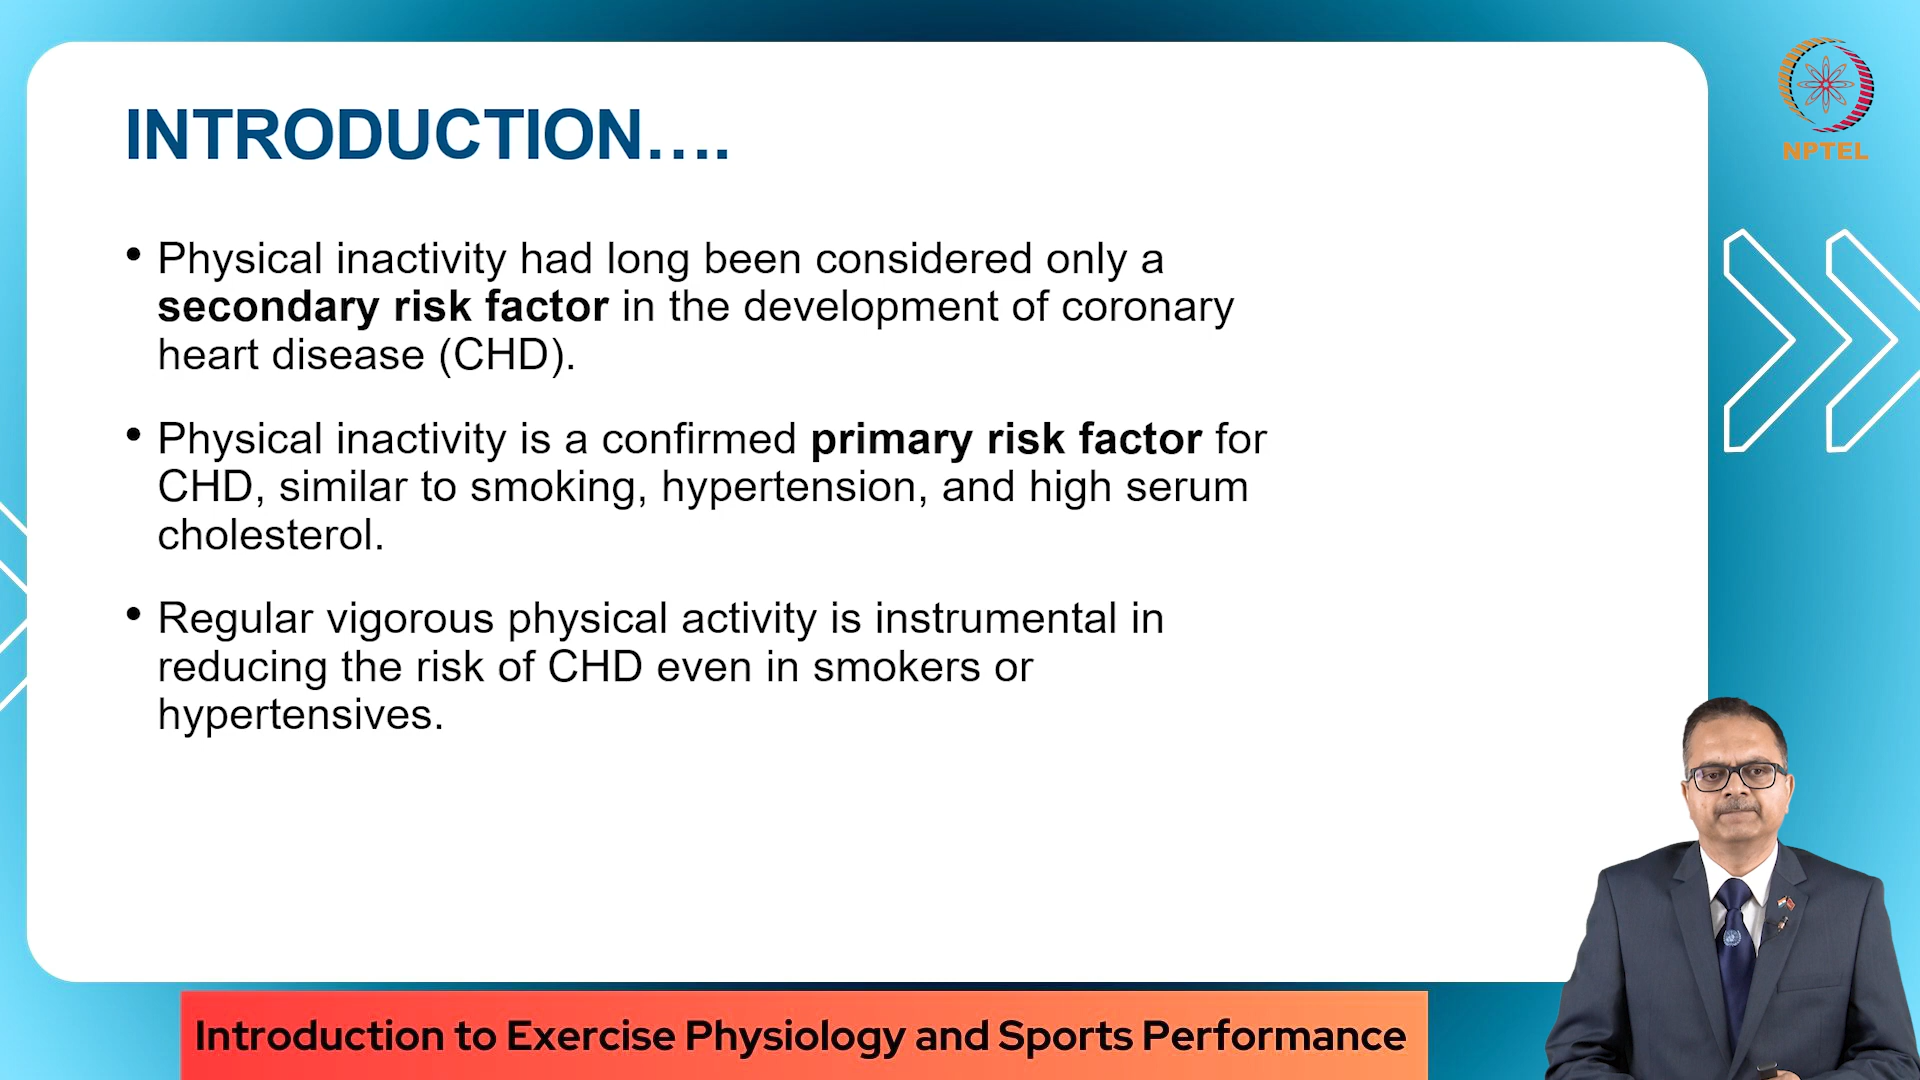 INTRODUCTION....
• Physical inactivity had long been considered only a
secondary risk factor in the development of coronary
heart disease (CHD).
• Physical inactivity is a confirmed primary risk factor for
CHD, similar to smoking, hypertension, and high serum
cholesterol.
• Regular vigorous physical activity is instrumental in
reducing the risk of CHD even in smokers or
hypertensives.
NPTEL
Introduction to Exercise Physiology and Sports Performance